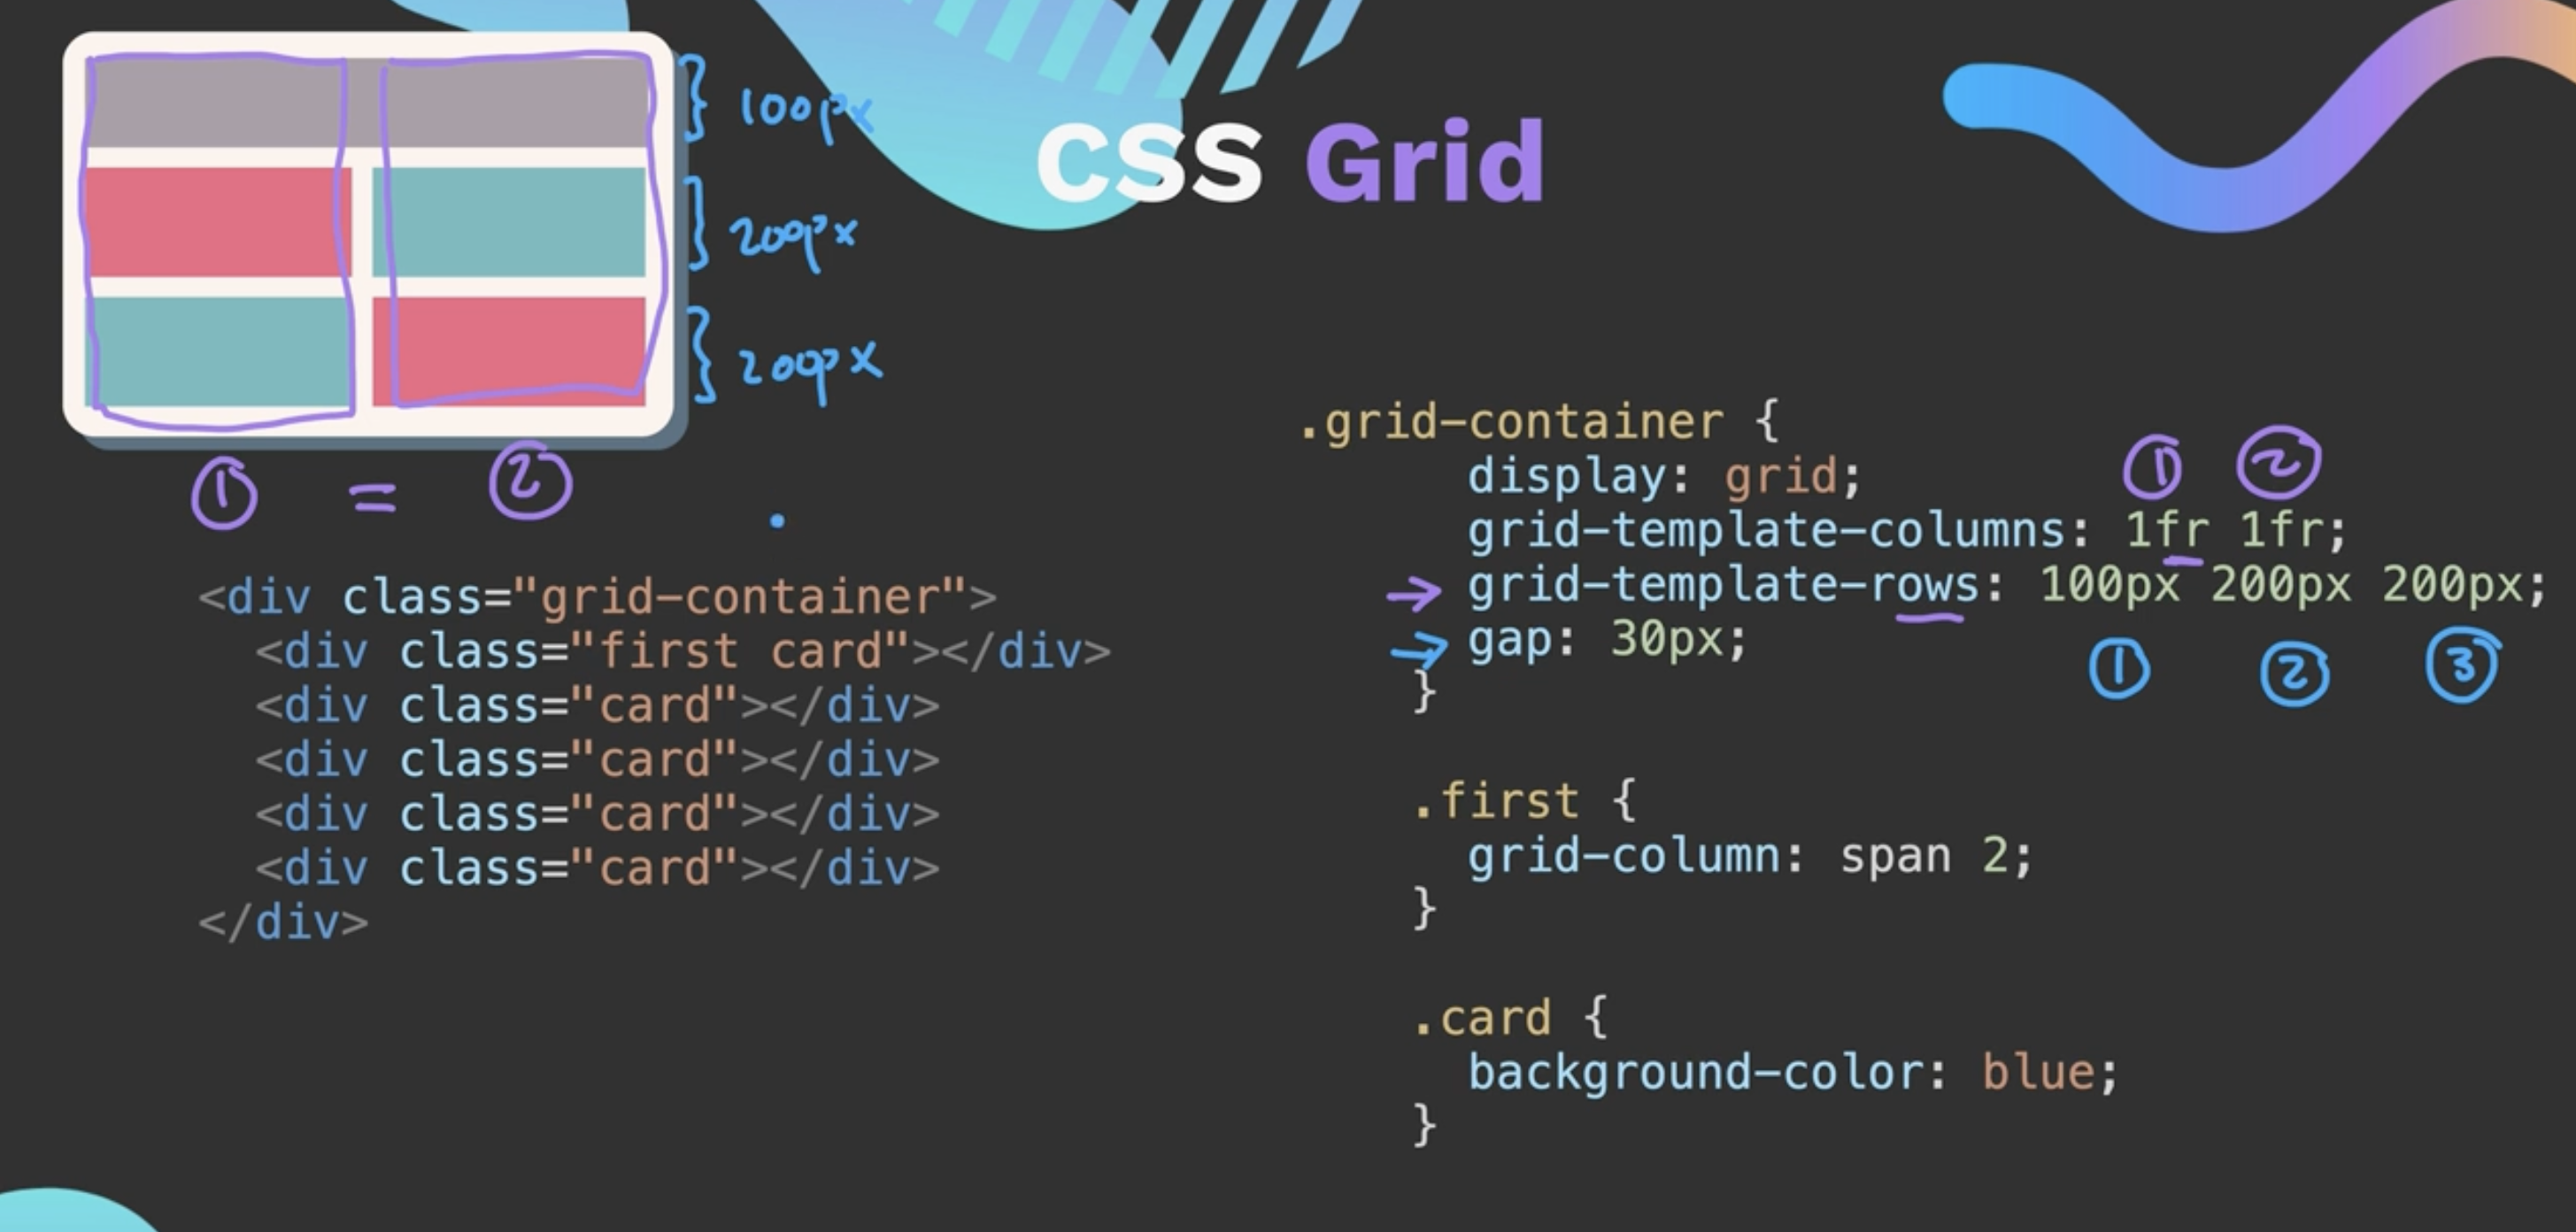 100px
200px
200px
CSS Grid
1 = 2
<div class="grid-container">
<div class="first card"></div>
<div class="card"></div>
<div class="card"></div>
<div class="card"></div>
<div class="card"></div>
</div>
.grid-container {
display: grid;
1 2
grid-template-columns: 1fr 1fr;
grid-template-rows: 100px 200px 200px;
gap: 30px;
1 2 3
}
.first {
grid-column: span 2;
}
.card {
background-color: blue;
}